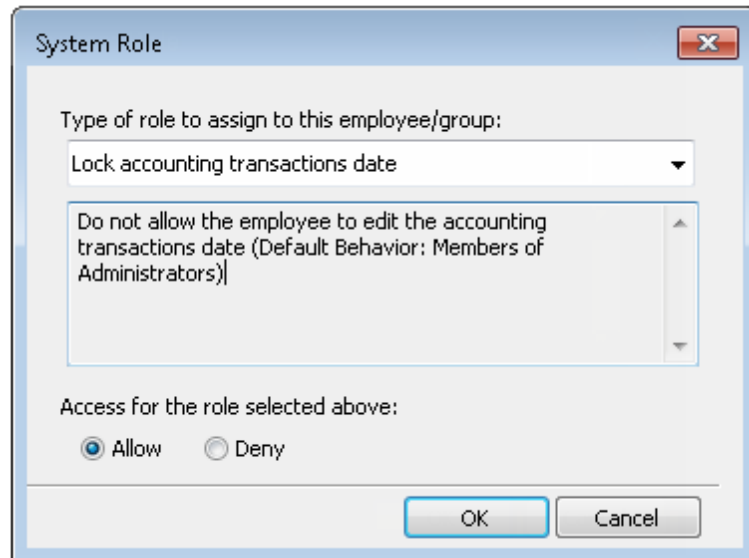 System Role
Type of role to assign to this employee/group:
Lock accounting transactions date
Do not allow the employee to edit the accounting
transactions date (Default Behavior: Members of
Administrators)
Access for the role selected above:
Allow Deny
OK Cancel